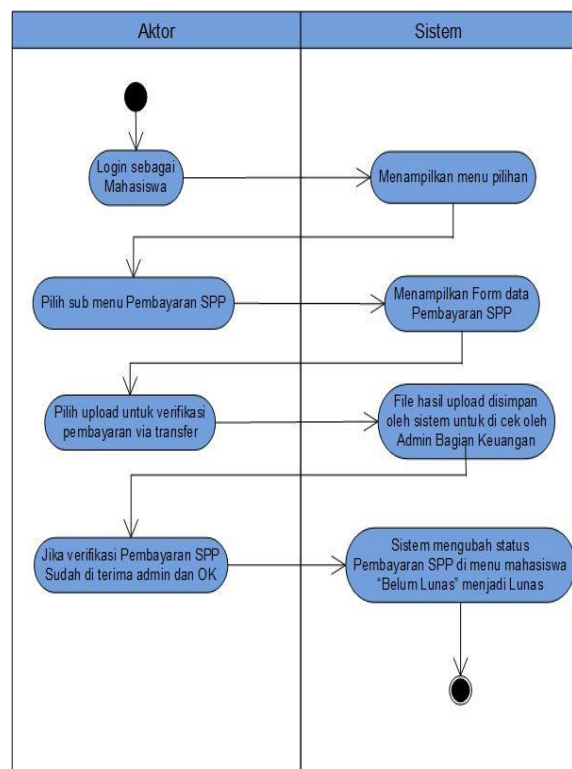 Aktor
Sistem
Login sebagai
Mahasiswa
Menampilkan menu pilihan
Pilih sub menu Pembayaran SPP
Menampilkan Form data
Pembayaran SPP
Pilih upload untuk verifikasi
pembayaran via transfer
File hasil upload disimpan
oleh sistem untuk di cek oleh
Admin Bagian Keuangan
Jika verifikasi Pembayaran SPP
Sudah di terima admin dan OK
Sistem mengubah status
Pembayaran SPP di menu mahasiswa
“Belum Lunas” menjadi Lunas